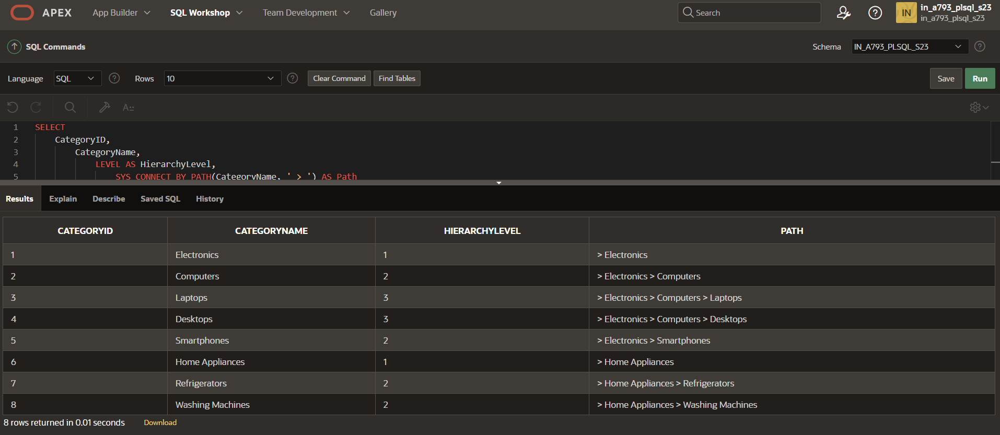 APEX App Builder SQL Workshop Team Development Gallery Search IN in_a793_plsql_s23
in_a793_plsql_s23
SQL Commands Schema IN_A793_PLSQL_S23
Language SQL Rows 10 Clear Command Find Tables Save Run
1 SELECT
2 CategoryID,
3 CategoryName,
4 LEVEL AS HierarchyLevel,
5 SYS_CONNECT_BY_PATH(CategoryName, ' > ') AS Path
Results Explain Describe Saved SQL History
CATEGORYID CATEGORYNAME HIERARCHYLEVEL PATH
1 Electronics 1 > Electronics
2 Computers 2 > Electronics > Computers
3 Laptops 3 > Electronics > Computers > Laptops
4 Desktops 3 > Electronics > Computers > Desktops
5 Smartphones 2 > Electronics > Smartphones
6 Home Appliances 1 > Home Appliances
7 Refrigerators 2 > Home Appliances > Refrigerators
8 Washing Machines 2 > Home Appliances > Washing Machines
8 rows returned in 0.01 seconds Download